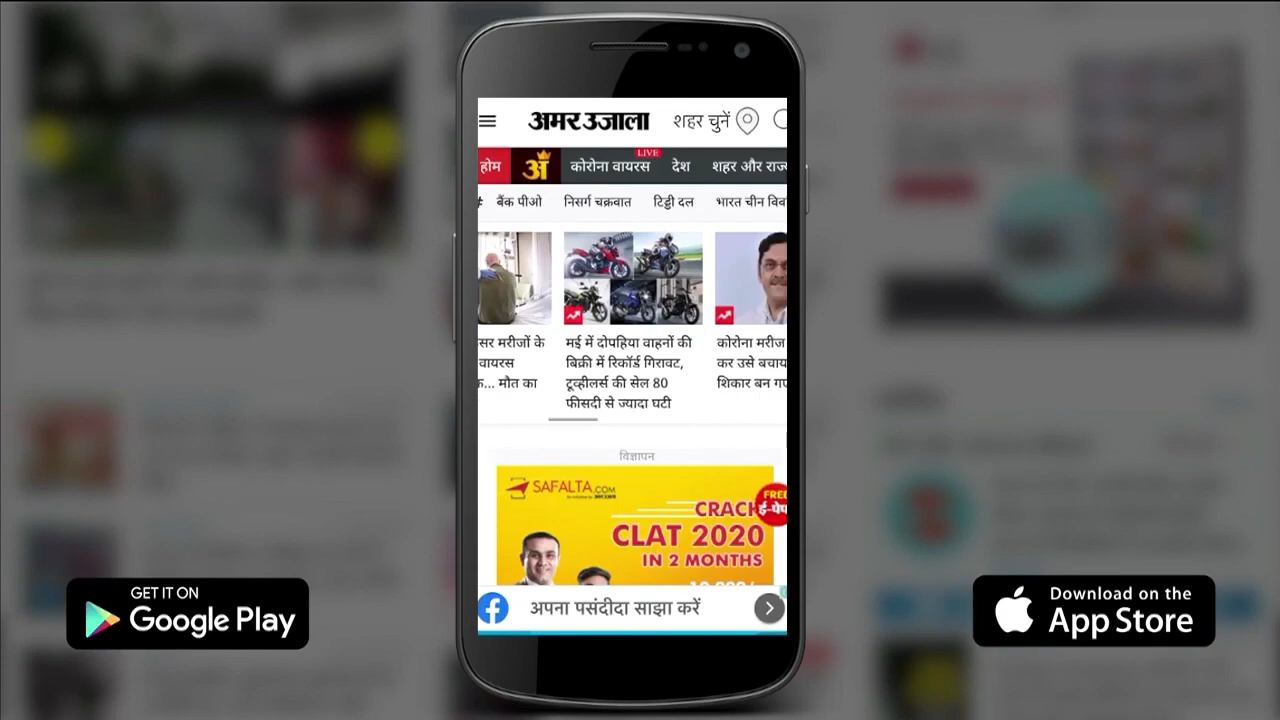 अमर उजाला
शहर चुनें
होम
अ
कोरोना वायरस
LIVE
देश
शहर और राज्
# बैंक पीओ
निसर्ग चक्रवात
टिड्डी दल
भारत चीन विव
सर मरीजों के
वायरस
क... मौत का
मई में दोपहिया वाहनों की
बिक्री में रिकॉर्ड गिरावट,
टूव्हीलर्स की सेल 80
फीसदी से ज्यादा घटी
कोरोना मरीज
कर उसे बचाय
शिकार बन गए
विज्ञापन
SAFALTA.COM
FREE
ई-पेप
CRACK
CLAT 2020
IN 2 MONTHS
अपना पसंदीदा साझा करें
GET IT ON
Google Play
Download on the
App Store